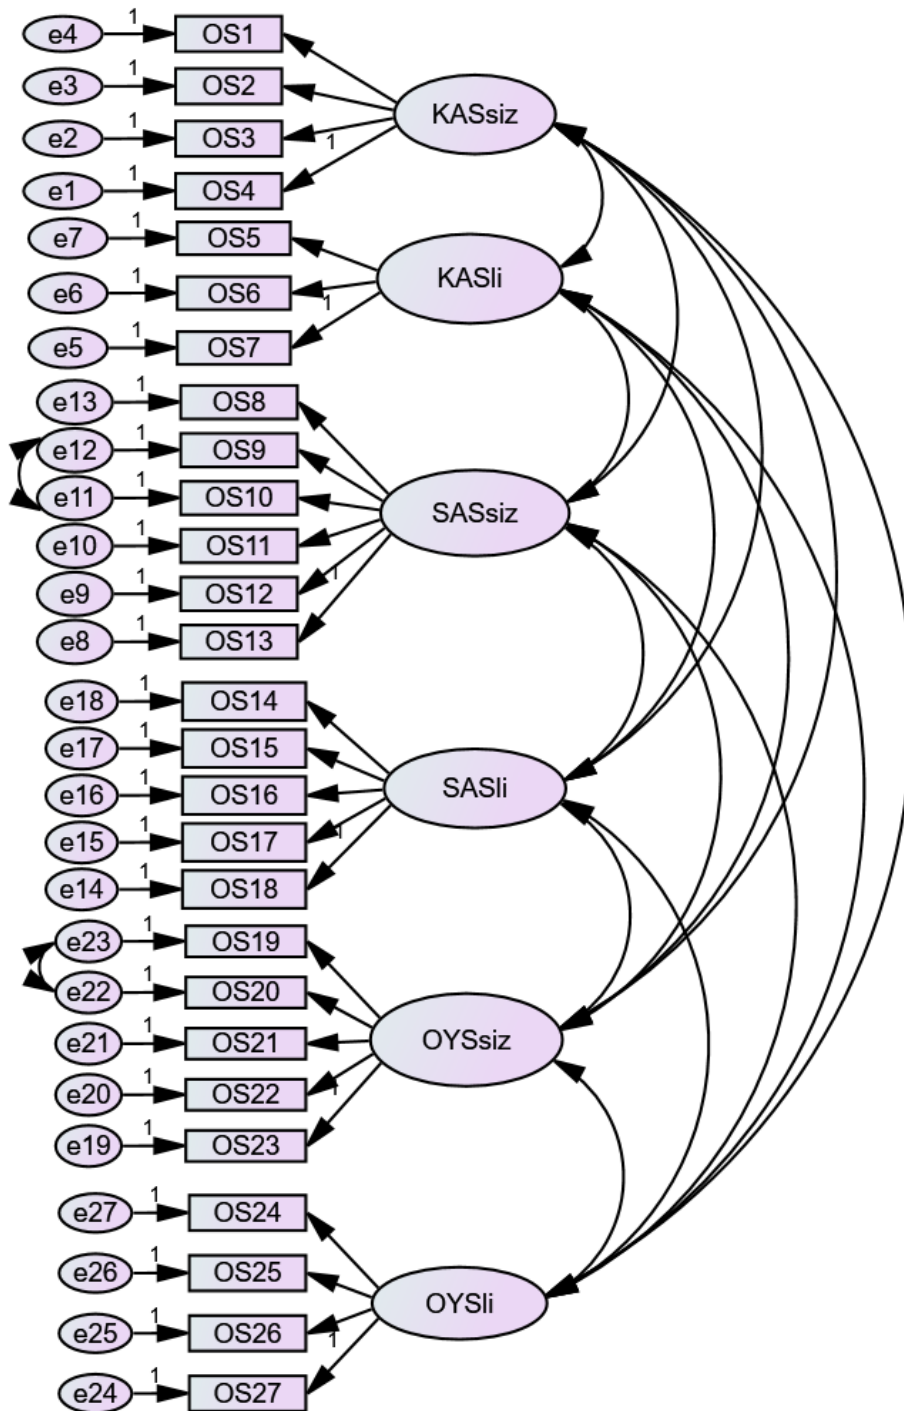 e4 1 OS1
e3 1 OS2
KASsiz
e2 1 OS3
1
e1 1 OS4
e7 1 OS5
KASli
e6 1 OS6
1
e5 1 OS7
e13 1 OS8
e12 1 OS9
e11 1 OS10
SASsiz
e10 1 OS11
e9 1 OS12
1
e8 1 OS13
e18 1 OS14
e17 1 OS15
e16 1 OS16
SASli
e15 1 OS17
1
e14 1 OS18
e23 1 OS19
e22 1 OS20
e21 1 OS21
OYSsiz
e20 1 OS22
1
e19 1 OS23
e27 1 OS24
e26 1 OS25
OYSli
e25 1 OS26
1
e24 1 OS27